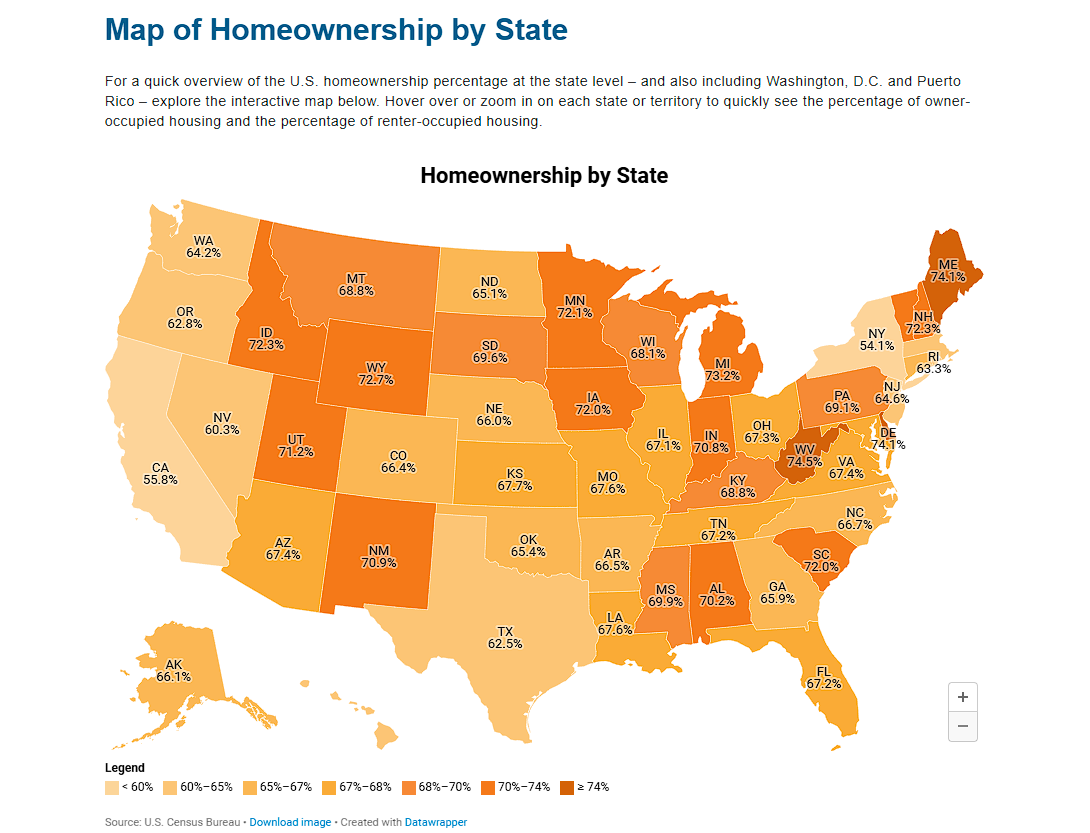 Map of Homeownership by State
For a quick overview of the U.S. homeownership percentage at the state level – and also including Washington, D.C. and Puerto
Rico – explore the interactive map below. Hover over or zoom in on each state or territory to quickly see the percentage of owner-
occupied housing and the percentage of renter-occupied housing.
Homeownership by State
WA
64.2%
ME
74.1%
MT
68.8%
ND
65.1%
MN
72.1%
OR
62.8%
NH
72.3%
ID
72.3%
NY
54.1%
SD
69.6%
WI
68.1%
RI
63.3%
WY
72.7%
MI
73.2%
NJ
64.6%
PA
69.1%
IA
72.0%
NE
66.0%
NV
60.3%
OH
67.3%
DE
74.1%
IL
67.1%
IN
70.8%
UT
71.2%
WV
74.5%
CO
66.4%
VA
67.4%
CA
55.8%
KS
67.7%
MO
67.6%
KY
68.8%
NC
66.7%
TN
67.2%
AZ
67.4%
NM
70.9%
OK
65.4%
AR
66.5%
SC
72.0%
MS
69.9%
AL
70.2%
GA
65.9%
LA
67.6%
TX
62.5%
AK
66.1%
FL
67.2%
+
−
Legend
< 60% 60%–65% 65%–67% 67%–68% 68%–70% 70%–74% ≥ 74%
Source: U.S. Census Bureau • Download image • Created with Datawrapper